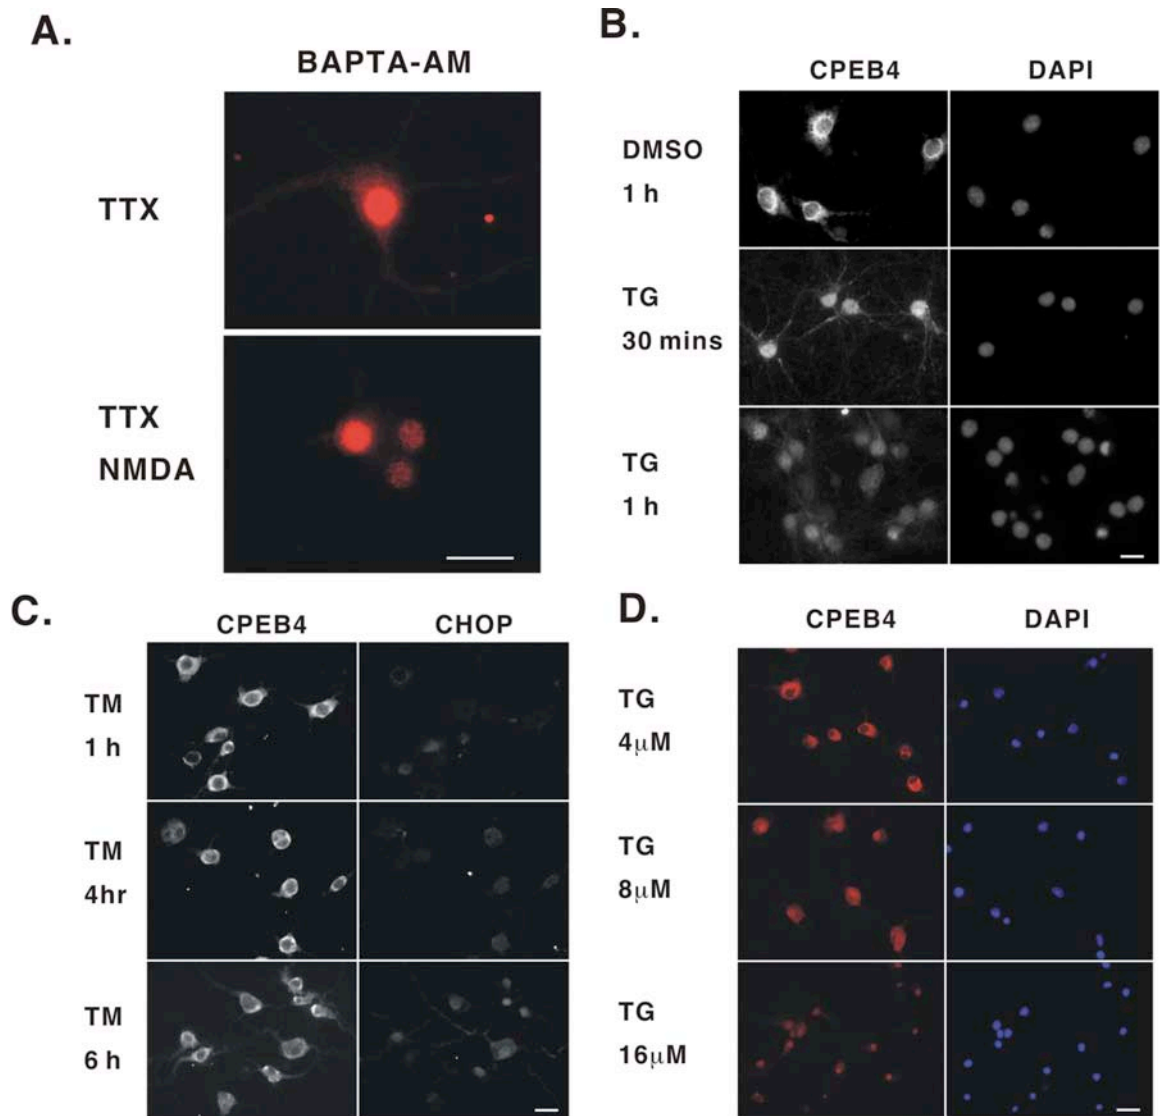 A.
BAPTA-AM
TTX
TTX
NMDA
B.
CPEB4 DAPI
DMSO
1 h
TG
30 mins
TG
1 h
C.
CPEB4 CHOP
TM
1 h
TM
4hr
TM
6 h
D.
CPEB4 DAPI
TG
4μM
TG
8μM
TG
16μM